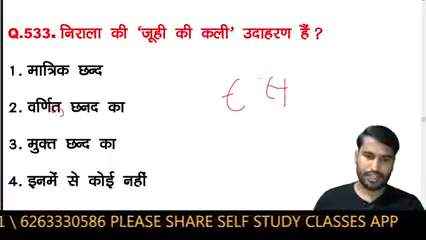 Q.533. निराला की 'जूही की कली' उदाहरण हैं ?
1. मात्रिक छन्द
2. वर्णित छनद का
3. मुक्त छन्द का
4. इनमें से कोई नहीं
1 \ 6263330586 PLEASE SHARE SELF STUDY CLASSES APP